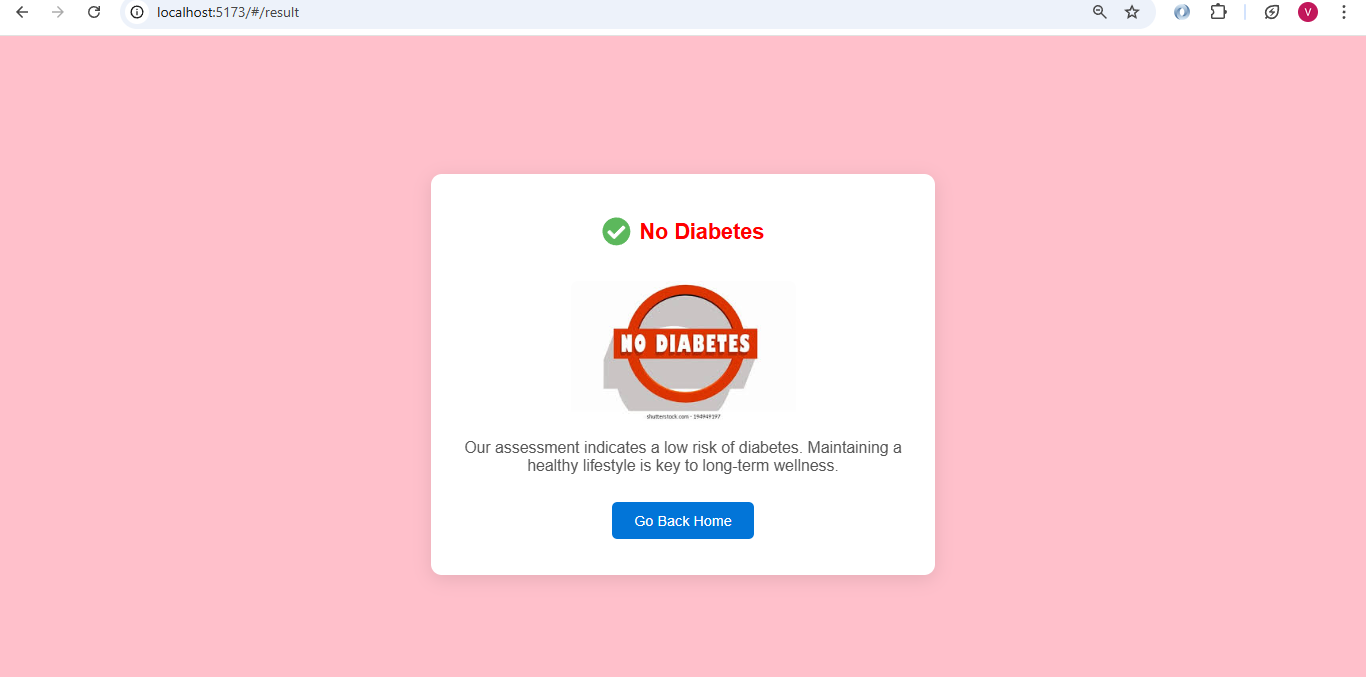 localhost:5173/#/result
V
No Diabetes
NO DIABETES
shutterstock.com · 194949197
Our assessment indicates a low risk of diabetes. Maintaining a
healthy lifestyle is key to long-term wellness.
Go Back Home